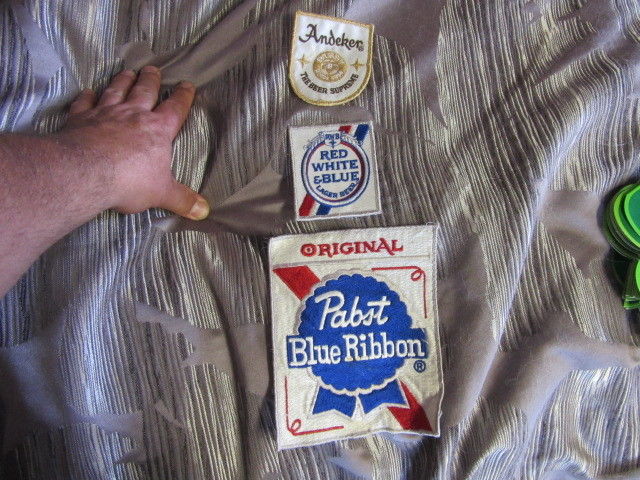 Andeker
THE BEER SUPREME
RED
WHITE
& BLUE
LAGER BEER
ORIGINAL
Pabst
Blue Ribbon®